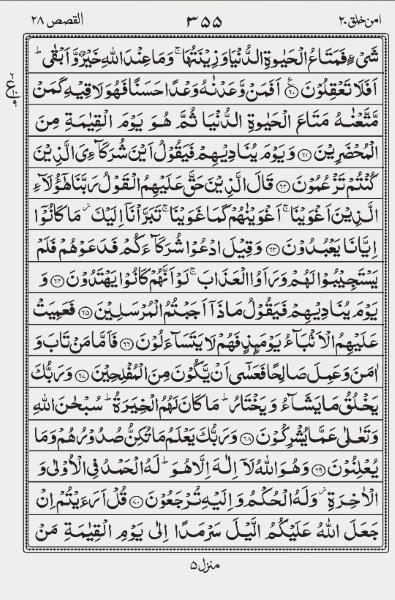 امن خلق ٢٠ ٣٥٥ القصص ٢٨
شَیْءٍ فَمَتَاعُ الْحَیٰوةِ الدُّنْیَا وَزِیْنَتُهَا ۚ وَمَا عِنْدَ اللّٰهِ خَیْرٌ وَّاَبْقٰی ؕ
اَفَلَا تَعْقِلُوْنَ ﴿٦٠﴾ اَفَمَنْ وَّعَدْنٰهُ وَعْدًا حَسَنًا فَهُوَ لَاقِیْهِ كَمَنْ
مَّتَّعْنٰهُ مَتَاعَ الْحَیٰوةِ الدُّنْیَا ثُمَّ هُوَ یَوْمَ الْقِیٰمَةِ مِنَ
الْمُحْضَرِیْنَ ﴿٦١﴾ وَیَوْمَ یُنَادِیْهِمْ فَیَقُوْلُ اَیْنَ شُرَكَآءِیَ الَّذِیْنَ
كُنْتُمْ تَزْعُمُوْنَ ﴿٦٢﴾ قَالَ الَّذِیْنَ حَقَّ عَلَیْهِمُ الْقَوْلُ رَبَّنَا هٰۤؤُلَآءِ
الَّذِیْنَ اَغْوَیْنَا ۚ اَغْوَیْنٰهُمْ كَمَا غَوَیْنَا ۚ تَبَرَّاْنَاۤ اِلَیْكَ ؗ مَا كَانُوْۤا
اِیَّانَا یَعْبُدُوْنَ ﴿٦٣﴾ وَقِیْلَ ادْعُوْا شُرَكَآءَكُمْ فَدَعَوْهُمْ فَلَمْ
یَسْتَجِیْبُوْا لَهُمْ وَرَاَوُا الْعَذَابَ ۚ لَوْ اَنَّهُمْ كَانُوْا یَهْتَدُوْنَ ﴿٦٤﴾ وَ
یَوْمَ یُنَادِیْهِمْ فَیَقُوْلُ مَاذَاۤ اَجَبْتُمُ الْمُرْسَلِیْنَ ﴿٦٥﴾ فَعَمِیَتْ
عَلَیْهِمُ الْاَنْۢبَآءُ یَوْمَىِٕذٍ فَهُمْ لَا یَتَسَآءَلُوْنَ ﴿٦٦﴾ فَاَمَّا مَنْ تَابَ وَ
اٰمَنَ وَعَمِلَ صَالِحًا فَعَسٰۤی اَنْ یَّكُوْنَ مِنَ الْمُفْلِحِیْنَ ﴿٦٧﴾ وَرَبُّكَ
یَخْلُقُ مَا یَشَآءُ وَیَخْتَارُ ؕ مَا كَانَ لَهُمُ الْخِیَرَةُ ؕ سُبْحٰنَ اللّٰهِ
وَتَعٰلٰی عَمَّا یُشْرِكُوْنَ ﴿٦٨﴾ وَرَبُّكَ یَعْلَمُ مَا تُكِنُّ صُدُوْرُهُمْ وَمَا
یُعْلِنُوْنَ ﴿٦٩﴾ وَهُوَ اللّٰهُ لَاۤ اِلٰهَ اِلَّا هُوَ ؕ لَهُ الْحَمْدُ فِی الْاُوْلٰی وَ
الْاٰخِرَةِ ؗ وَلَهُ الْحُكْمُ وَاِلَیْهِ تُرْجَعُوْنَ ﴿٧٠﴾ قُلْ اَرَءَیْتُمْ اِنْ
جَعَلَ اللّٰهُ عَلَیْكُمُ الَّیْلَ سَرْمَدًا اِلٰی یَوْمِ الْقِیٰمَةِ مَنْ
منزل ٥